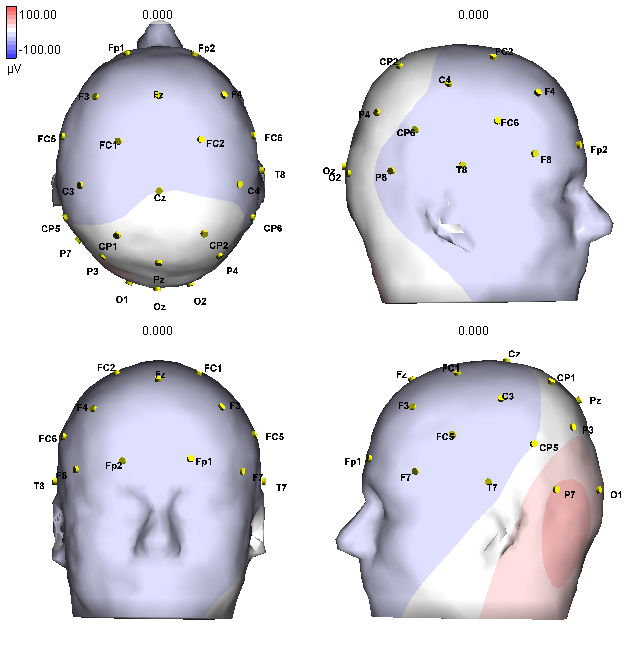 100.00
-100.00
µV
0.000
Fp1 Fp2
F3 Fz F4
FC5 FC1 FC2 FC6
T8
C3 Cz C4
CP5 CP1 CP2 CP6
P7 P3 Pz P4
O1 Oz O2
0.000
CP2 FC2
C4 F4
P4 CP6 FC6
Fp2
F8
Oz O2 P8 T8
0.000
FC2 Fz FC1
F4 F3
FC6 FC5
Fp2 Fp1
F8 F7
T8 T7
0.000
Cz
Fz FC1 CP1
F3 C3 Pz
FC5 CP5 P3
Fp1
F7 T7 P7 O1